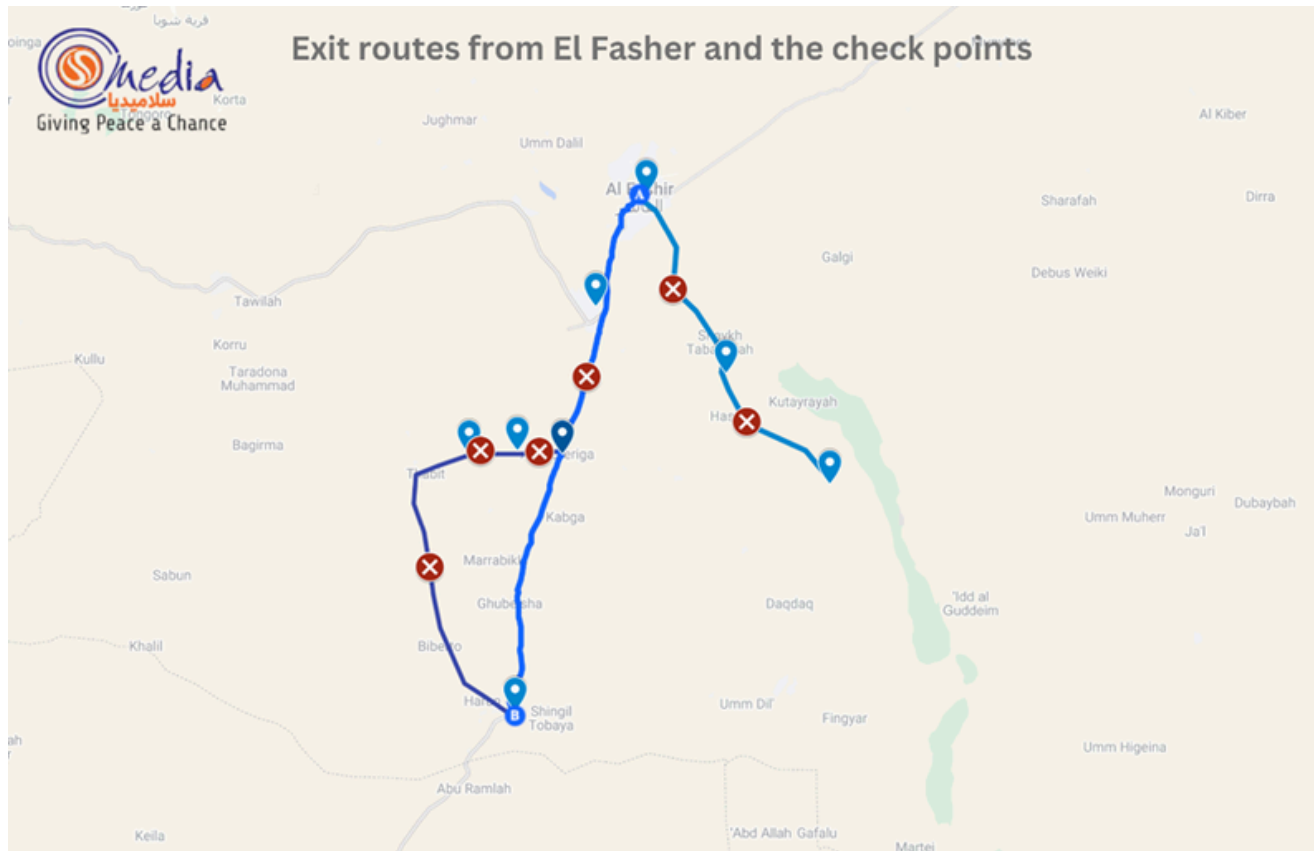 قرية شوبا
Exit routes from El Fasher and the check points
media
سلاميديا
Giving Peace a Chance
Korta
Jughmar
Umm Dalil
Al Kiber
A
Sharafah
Dirra
Galgi
Debus Weiki
Tawilah
Korru
Kullu
Taradona
Muhammad
Kutayrayah
Bagirma
Monguri
Dubaybah
Umm Muherr
Ja'l
Kabga
Sabun
Daqdaq
'Idd al
Guddeim
Khalil
B
Shingil
Tobaya
Umm Dil'
Fingyar
Umm Higeina
Abu Ramlah
Keila
'Abd Allah Gafalu
Martei